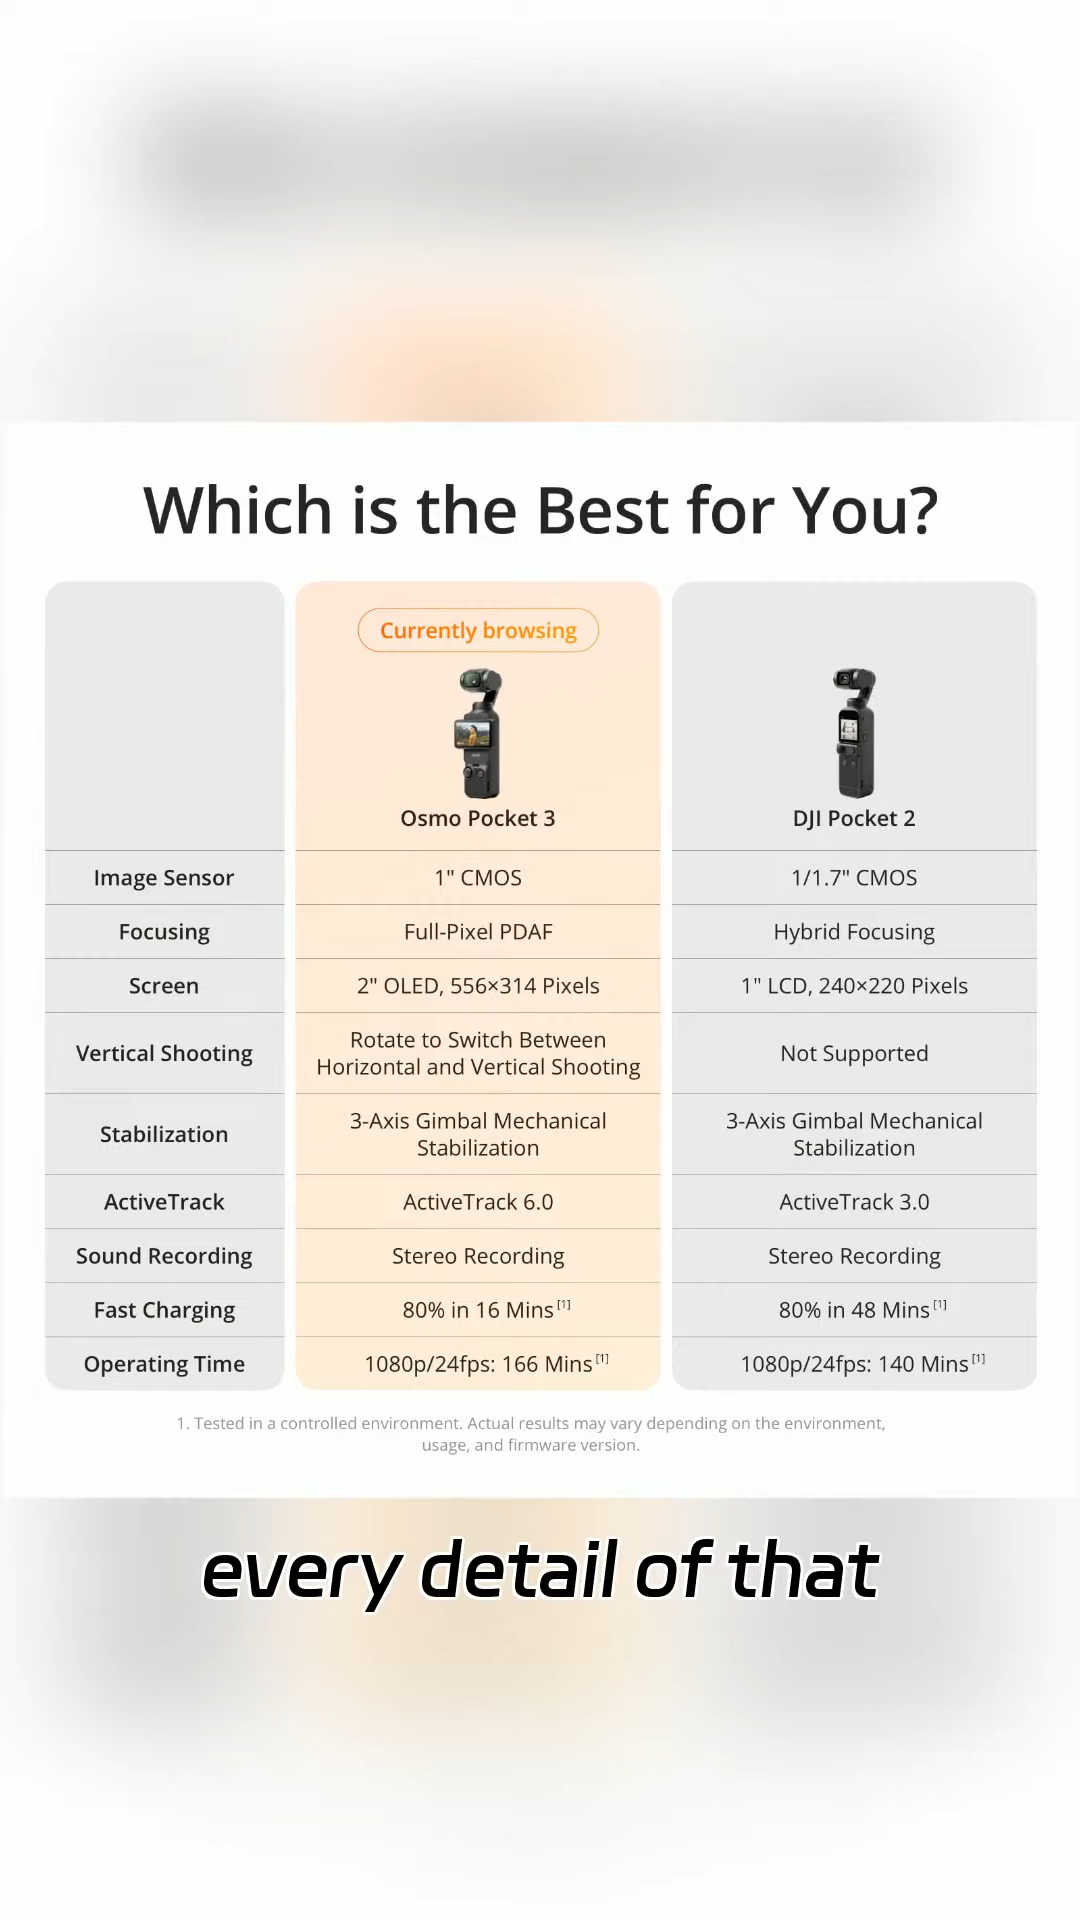 Which is the Best for You?
Currently browsing
Osmo Pocket 3
DJI Pocket 2
Image Sensor
1" CMOS
1/1.7" CMOS
Focusing
Full-Pixel PDAF
Hybrid Focusing
Screen
2" OLED, 556×314 Pixels
1" LCD, 240×220 Pixels
Vertical Shooting
Rotate to Switch Between
Horizontal and Vertical Shooting
Not Supported
Stabilization
3-Axis Gimbal Mechanical
Stabilization
3-Axis Gimbal Mechanical
Stabilization
ActiveTrack
ActiveTrack 6.0
ActiveTrack 3.0
Sound Recording
Stereo Recording
Stereo Recording
Fast Charging
80% in 16 Mins [1]
80% in 48 Mins [1]
Operating Time
1080p/24fps: 166 Mins [1]
1080p/24fps: 140 Mins [1]
1. Tested in a controlled environment. Actual results may vary depending on the environment,
usage, and firmware version.
every detail of that